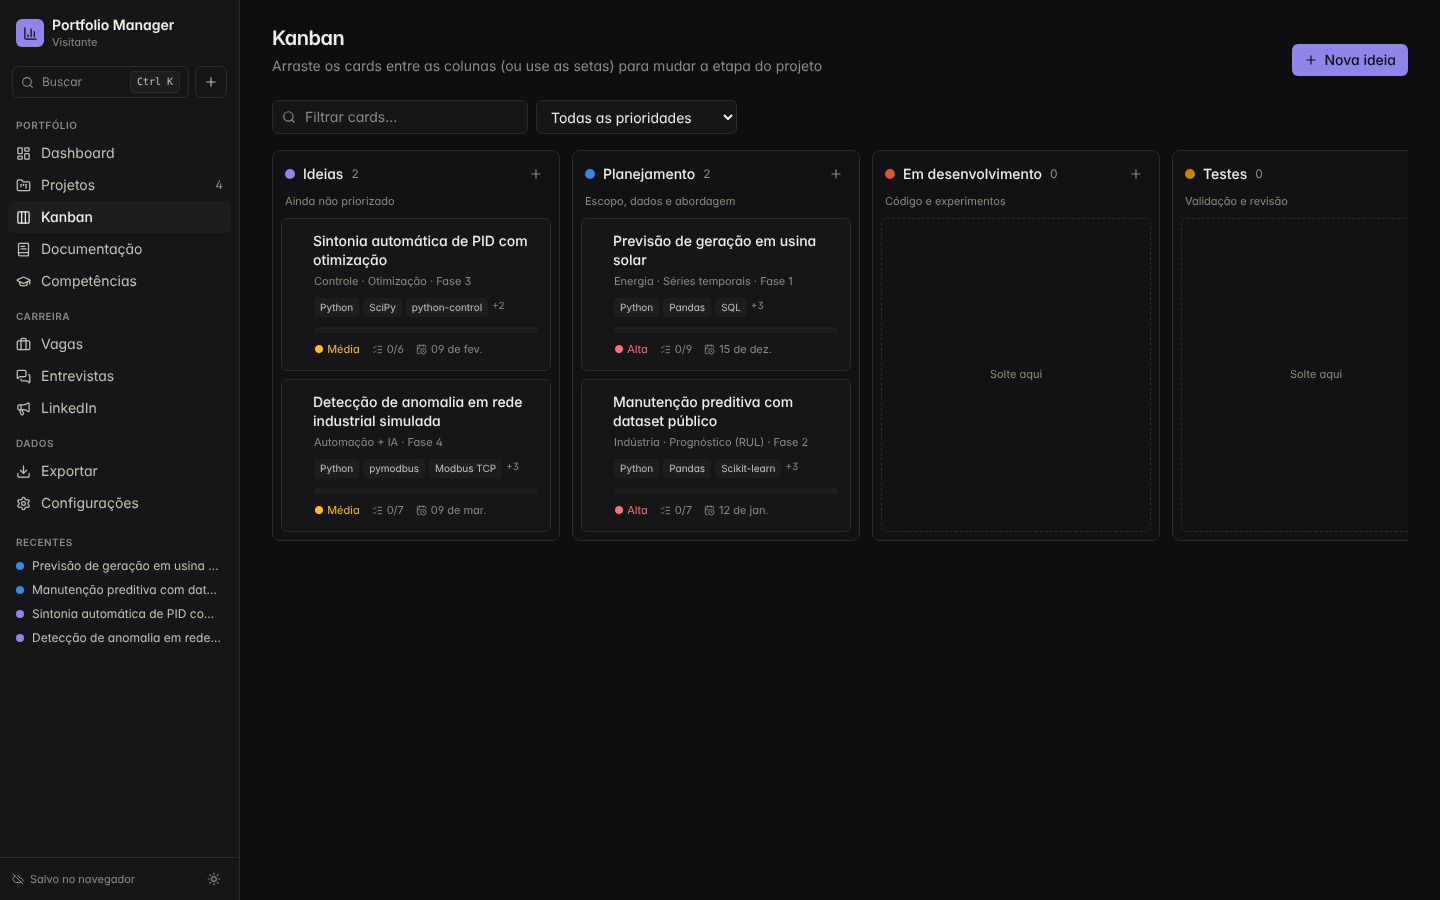 Portfolio Manager
Visitante
Buscar
Ctrl K
PORTFÓLIO
Dashboard
Projetos 4
Kanban
Documentação
Competências
CARREIRA
Vagas
Entrevistas
LinkedIn
DADOS
Exportar
Configurações
RECENTES
Previsão de geração em usina ...
Manutenção preditiva com dat...
Sintonia automática de PID co...
Detecção de anomalia em rede...
Salvo no navegador
Kanban
Arraste os cards entre as colunas (ou use as setas) para mudar a etapa do projeto
+ Nova ideia
Filtrar cards...
Todas as prioridades
Ideias 2
Ainda não priorizado
Sintonia automática de PID com
otimização
Controle · Otimização · Fase 3
Python SciPy python-control +2
Média 0/6 09 de fev.
Detecção de anomalia em rede
industrial simulada
Automação + IA · Fase 4
Python pymodbus Modbus TCP +3
Média 0/7 09 de mar.
Planejamento 2
Escopo, dados e abordagem
Previsão de geração em usina
solar
Energia · Séries temporais · Fase 1
Python Pandas SQL +3
Alta 0/9 15 de dez.
Manutenção preditiva com
dataset público
Indústria · Prognóstico (RUL) · Fase 2
Python Pandas Scikit-learn +3
Alta 0/7 12 de jan.
Em desenvolvimento 0
Código e experimentos
Solte aqui
Testes 0
Validação e revisão
Solte aqui